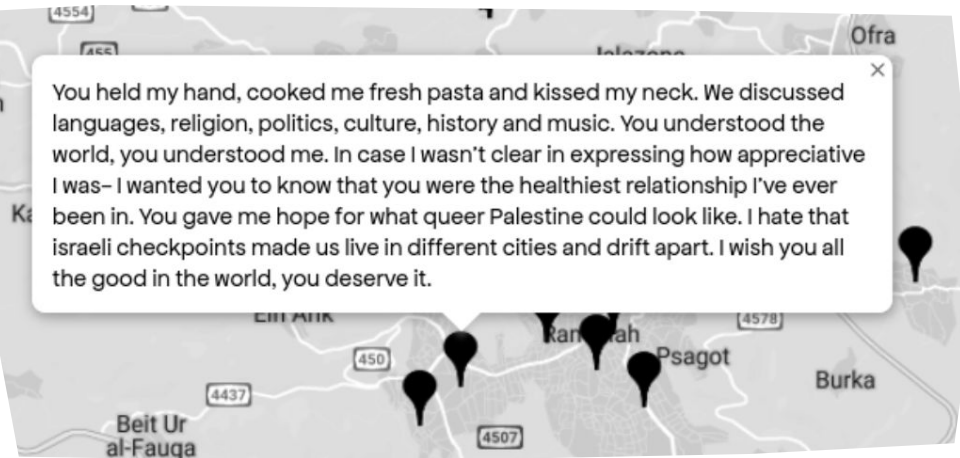 4554
Ofra
455
You held my hand, cooked me fresh pasta and kissed my neck. We discussed
languages, religion, politics, culture, history and music. You understood the
world, you understood me. In case I wasn't clear in expressing how appreciative
I was– I wanted you to know that you were the healthiest relationship I've ever
been in. You gave me hope for what queer Palestine could look like. I hate that
israeli checkpoints made us live in different cities and drift apart. I wish you all
the good in the world, you deserve it.
Ein Arik
4578
450
Psagot
Burka
4437
Beit Ur
al-Fauqa
4507